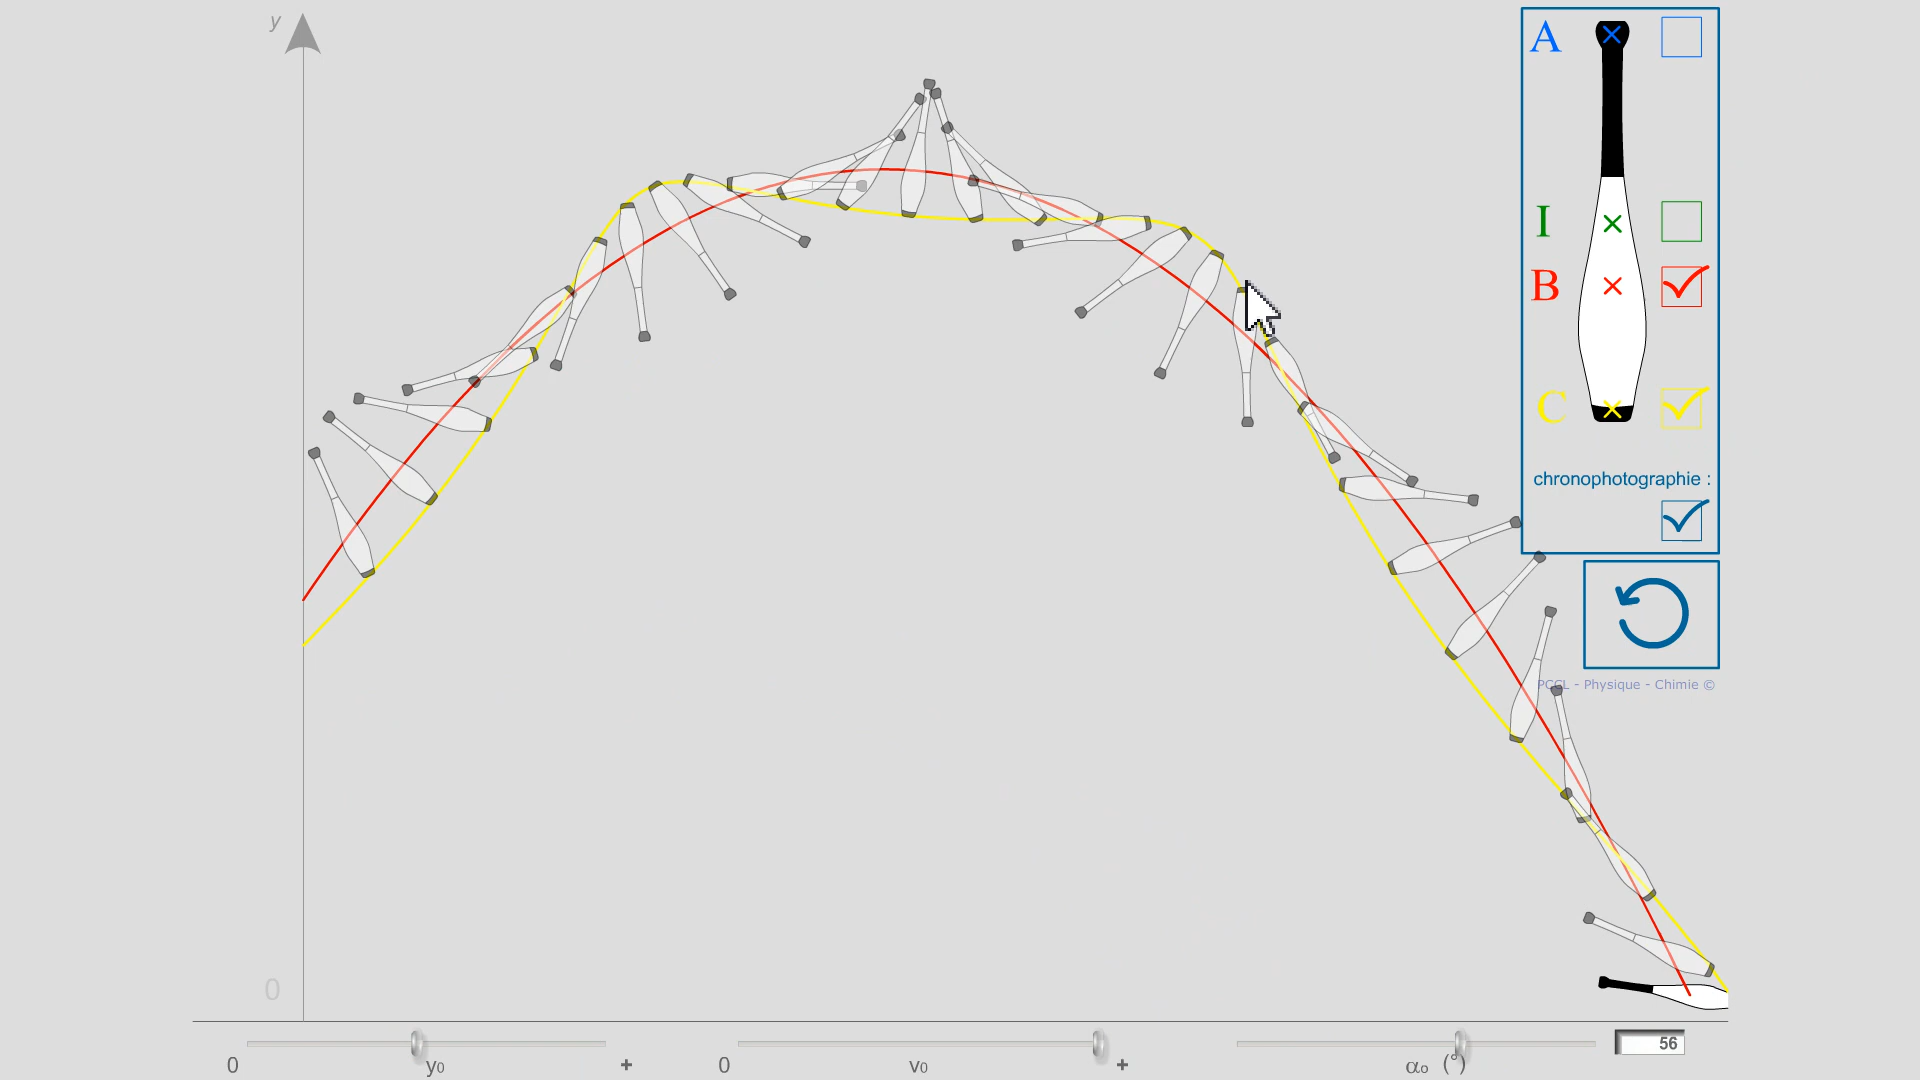 y
A
I
B
C
chronophotographie :
PCCL - Physique - Chimie ©
0
56
0 y₀ +
0 v₀ +
α₀ (°)